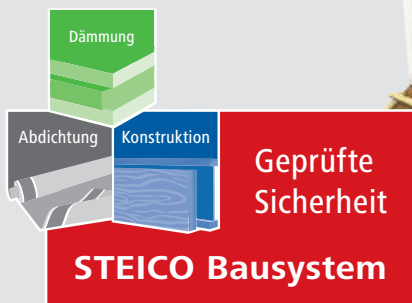 Dämmung
Abdichtung
Konstruktion
Geprüfte
Sicherheit
STEICO Bausystem